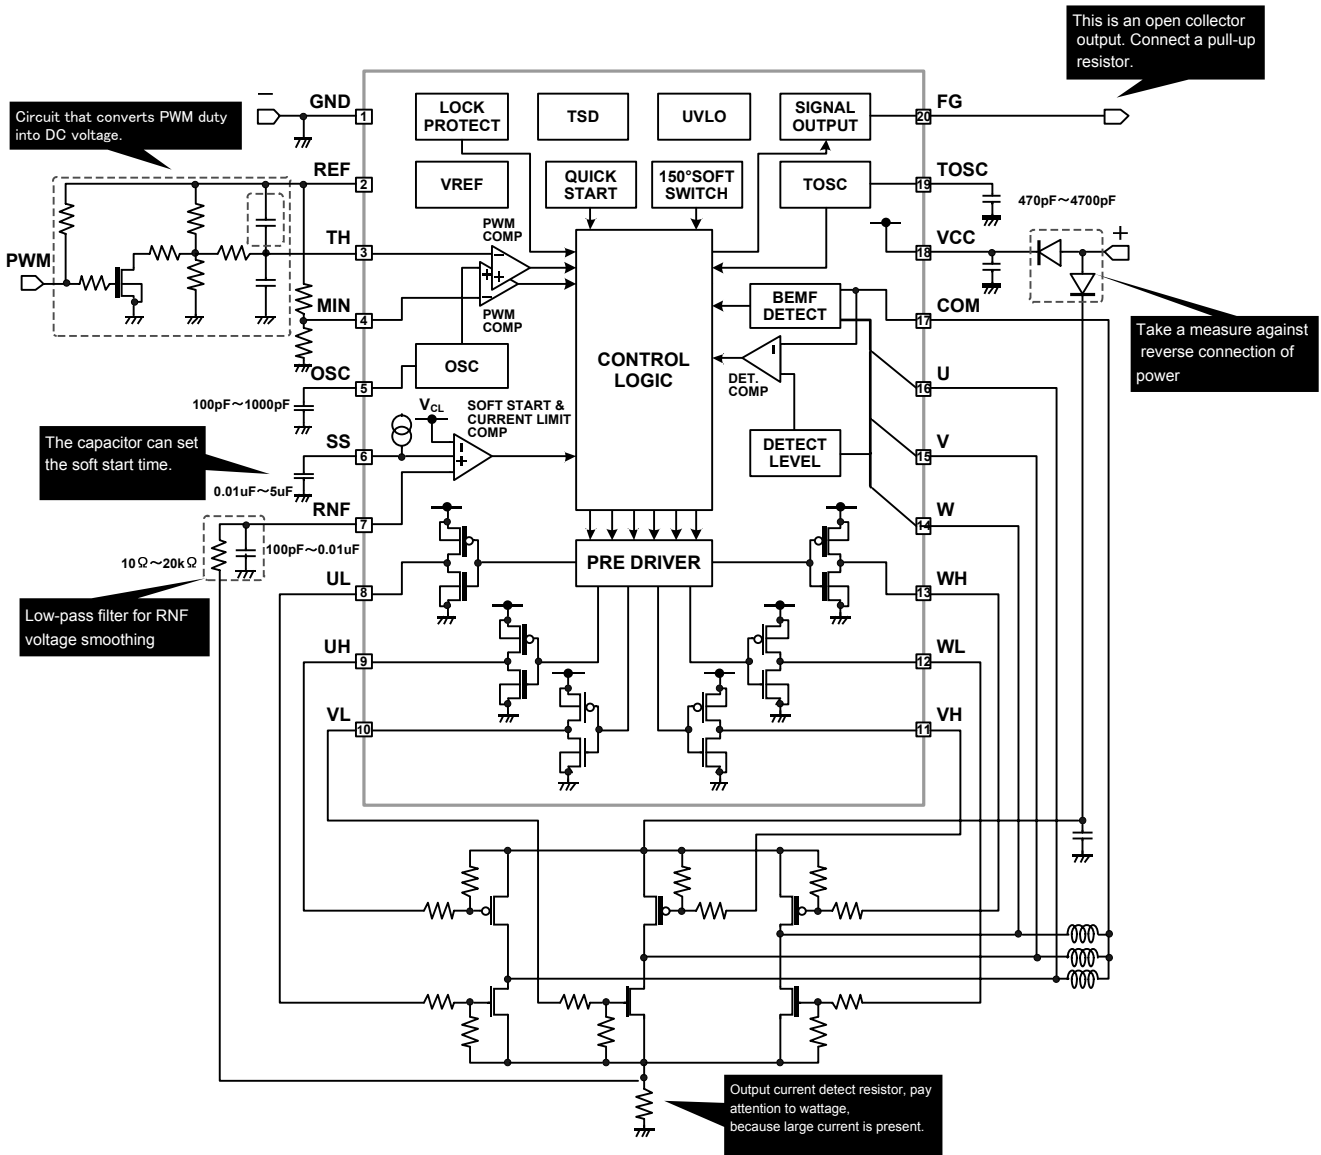 This is an open collector
output. Connect a pull-up
resistor.
Circuit that converts PWM duty
into DC voltage.
GND
1
LOCK
PROTECT
TSD
UVLO
SIGNAL
OUTPUT
20
FG
REF
2
VREF
QUICK
START
150°SOFT
SWITCH
TOSC
19
TOSC
470pF～4700pF
PWM
TH
3
PWM
COMP
18
VCC
MIN
4
PWM
COMP
BEMF
DETECT
17
COM
Take a measure against
reverse connection of
power
OSC
5
OSC
100pF～1000pF
CONTROL
LOGIC
DET.
COMP
16
U
VCL
SOFT START &
CURRENT LIMIT
COMP
The capacitor can set
the soft start time.
SS
6
0.01uF～5uF
DETECT
LEVEL
15
V
RNF
7
14
W
10Ω～20kΩ
100pF～0.01uF
PRE DRIVER
UL
8
13
WH
Low-pass filter for RNF
voltage smoothing
UH
9
12
WL
VL
10
11
VH
Output current detect resistor, pay
attention to wattage,
because large current is present.